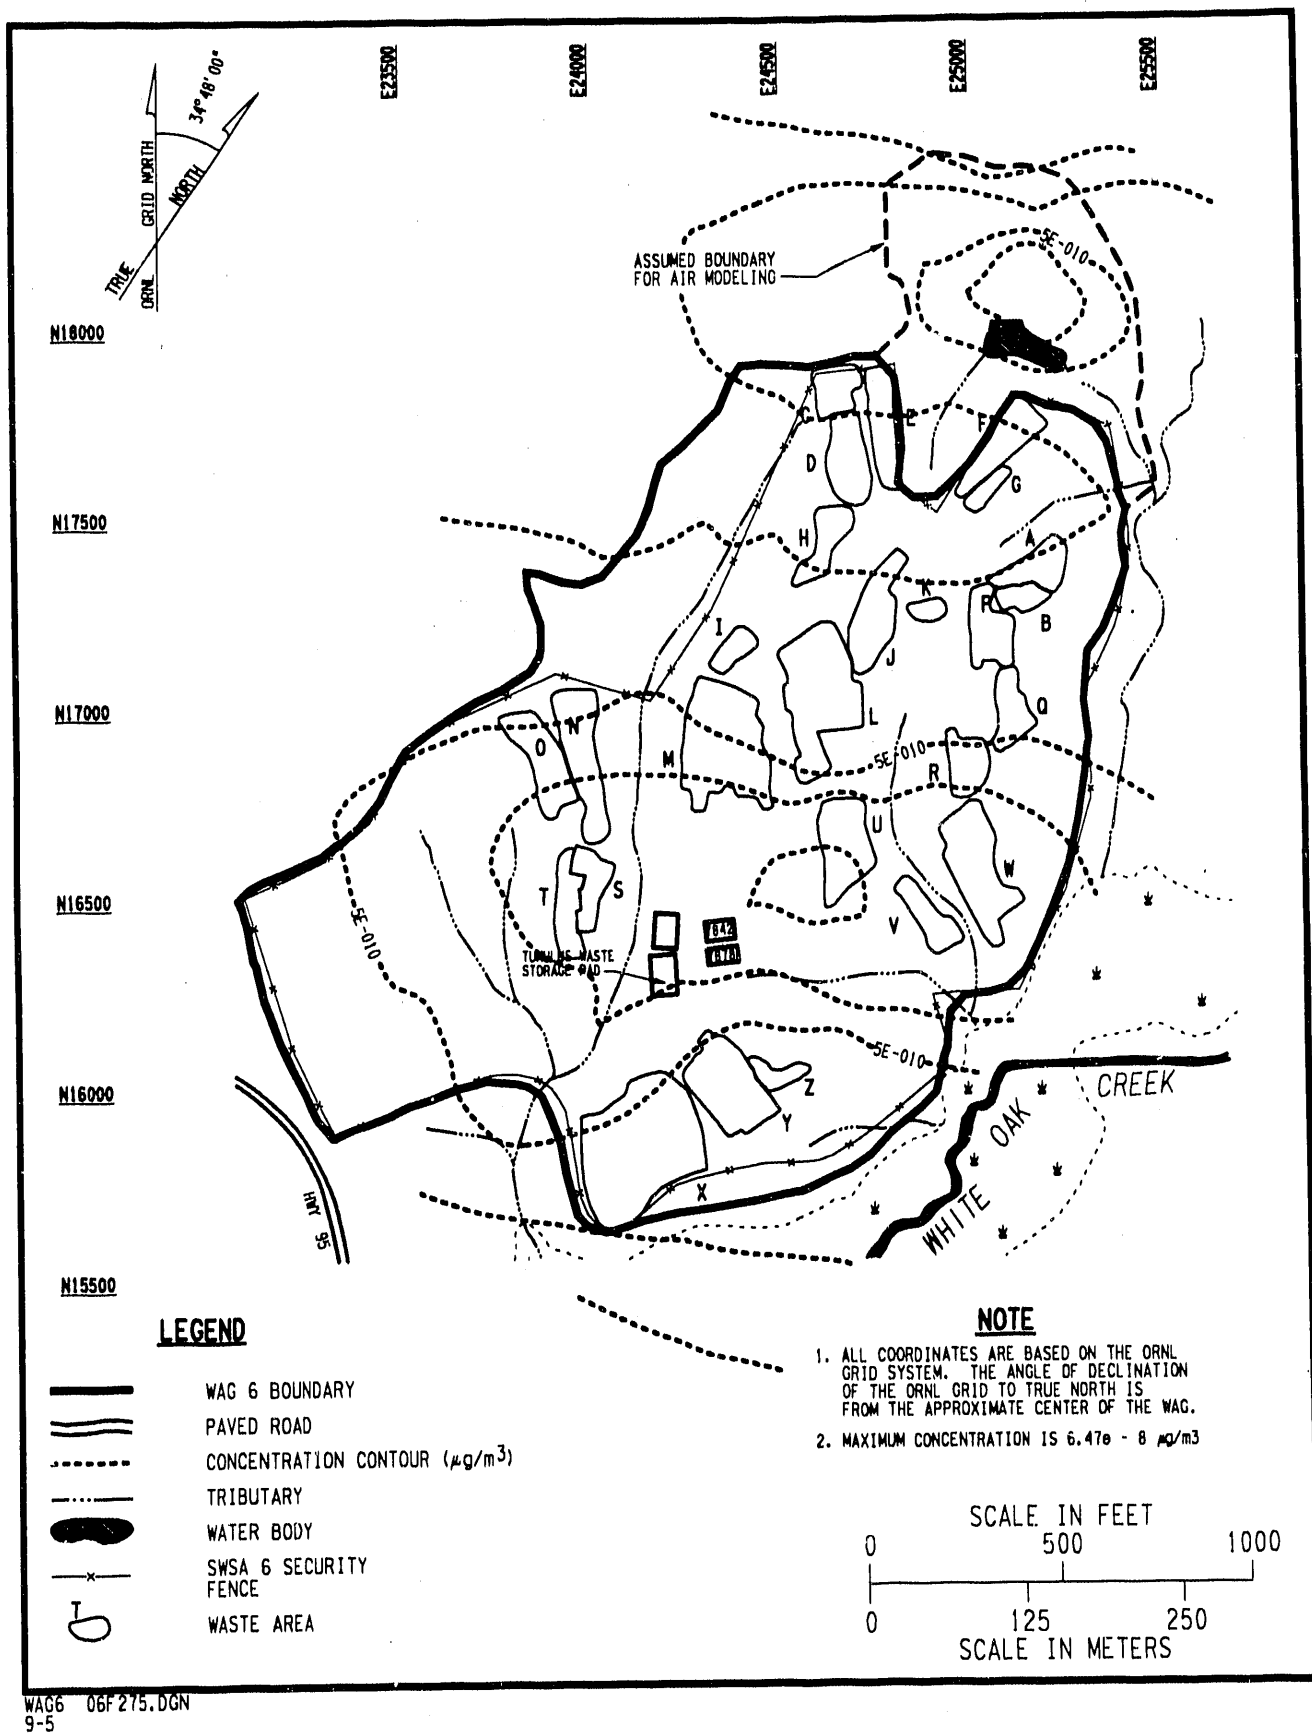 E23500
E24000
E24500
E25000
E25500
34° 48' 00"
ORNL GRID NORTH
TRUE NORTH
ASSUMED BOUNDARY
FOR AIR MODELING
5E-010
N18000
C
E
F
D
G
N17500
H
A
K
P
B
I
J
N17000
N
Q
L
O
5E-010
M
R
U
W
S
T
N16500
V
5E-010
7842
7878
TUMULUS WASTE
STORAGE PAD
5E-010
N16000
Z
Y
CREEK
OAK
WHITE
X
HWY
95
N15500
LEGEND
WAG 6 BOUNDARY
PAVED ROAD
CONCENTRATION CONTOUR (µg/m3)
TRIBUTARY
WATER BODY
SWSA 6 SECURITY
FENCE
T
WASTE AREA
NOTE
1. ALL COORDINATES ARE BASED ON THE ORNL
GRID SYSTEM. THE ANGLE OF DECLINATION
OF THE ORNL GRID TO TRUE NORTH IS
FROM THE APPROXIMATE CENTER OF THE WAG.
2. MAXIMUM CONCENTRATION IS 6.47e - 8 µg/m3
SCALE IN FEET
0 500 1000
0 125 250
SCALE IN METERS
WAG6 06F275.DGN
9-5